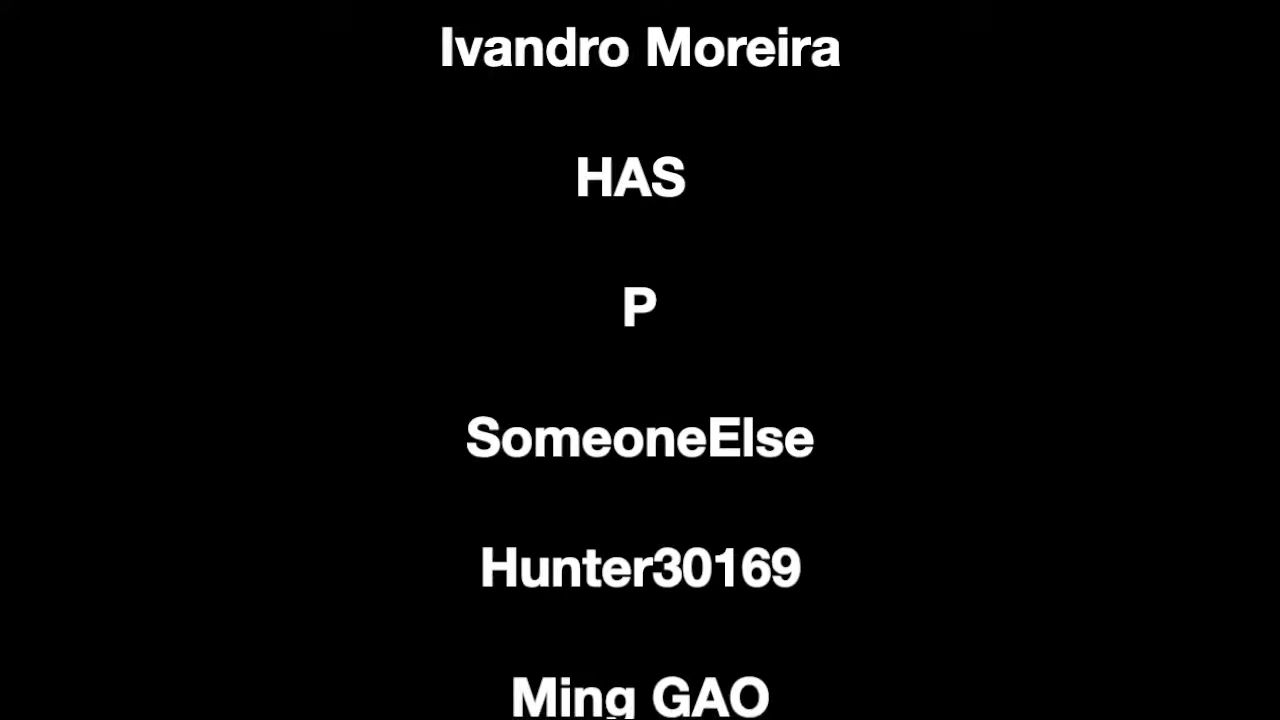 Ivandro Moreira
HAS
P
SomeoneElse
Hunter30169
Ming GAO